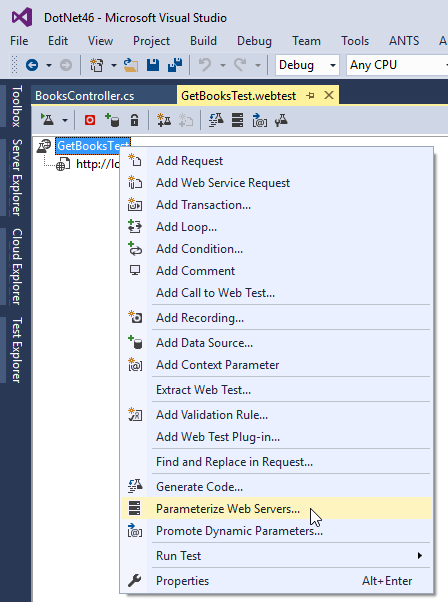 DotNet46 - Microsoft Visual Studio
File Edit View Project Build Debug Team Tools ANTS A
Debug Any CPU
BooksController.cs GetBooksTest.webtest
Toolbox
Server Explorer
Cloud Explorer
Test Explorer
GetBooksTest
http://lo
Add Request
Add Web Service Request
Add Transaction...
Add Loop...
Add Condition...
Add Comment
Add Call to Web Test...
Add Recording...
Add Data Source...
Add Context Parameter
Extract Web Test...
Add Validation Rule...
Add Web Test Plug-in...
Find and Replace in Request...
Generate Code...
Parameterize Web Servers...
Promote Dynamic Parameters...
Run Test
Properties Alt+Enter